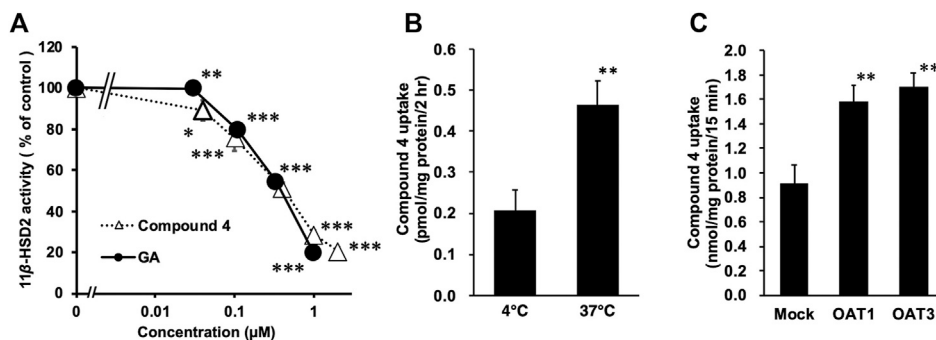 A
11β-HSD2 activity ( % of control)
120
100
80
60
40
20
0
**
*
***
***
***
***
***
***
Compound 4
GA
0
0.01
0.1
1
Concentration (μM)
B
Compound 4 uptake
(pmol/mg protein/2 hr)
0.6
0.5
0.4
0.3
0.2
0.1
0.0
**
4°C
37°C
C
Compound 4 uptake
(nmol/mg protein/15 min)
2.0
1.8
1.6
1.4
1.2
1.0
0.8
0.6
0.4
0.2
0.0
**
**
Mock
OAT1
OAT3